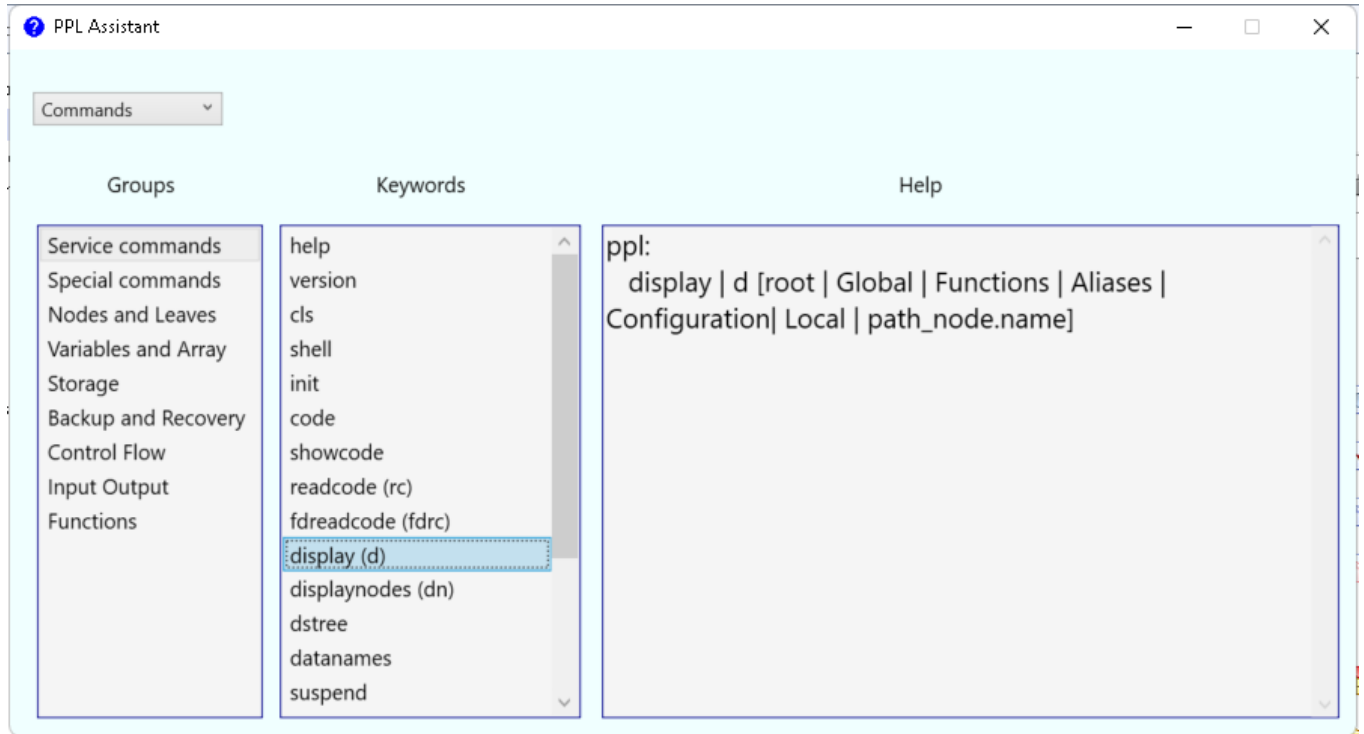 PPL Assistant
Commands
Groups
Keywords
Help
Service commands
Special commands
Nodes and Leaves
Variables and Array
Storage
Backup and Recovery
Control Flow
Input Output
Functions
help
version
cls
shell
init
code
showcode
readcode (rc)
fdreadcode (fdrc)
display (d)
displaynodes (dn)
dstree
datanames
suspend
ppl:
display | d [root | Global | Functions | Aliases |
Configuration| Local | path_node.name]